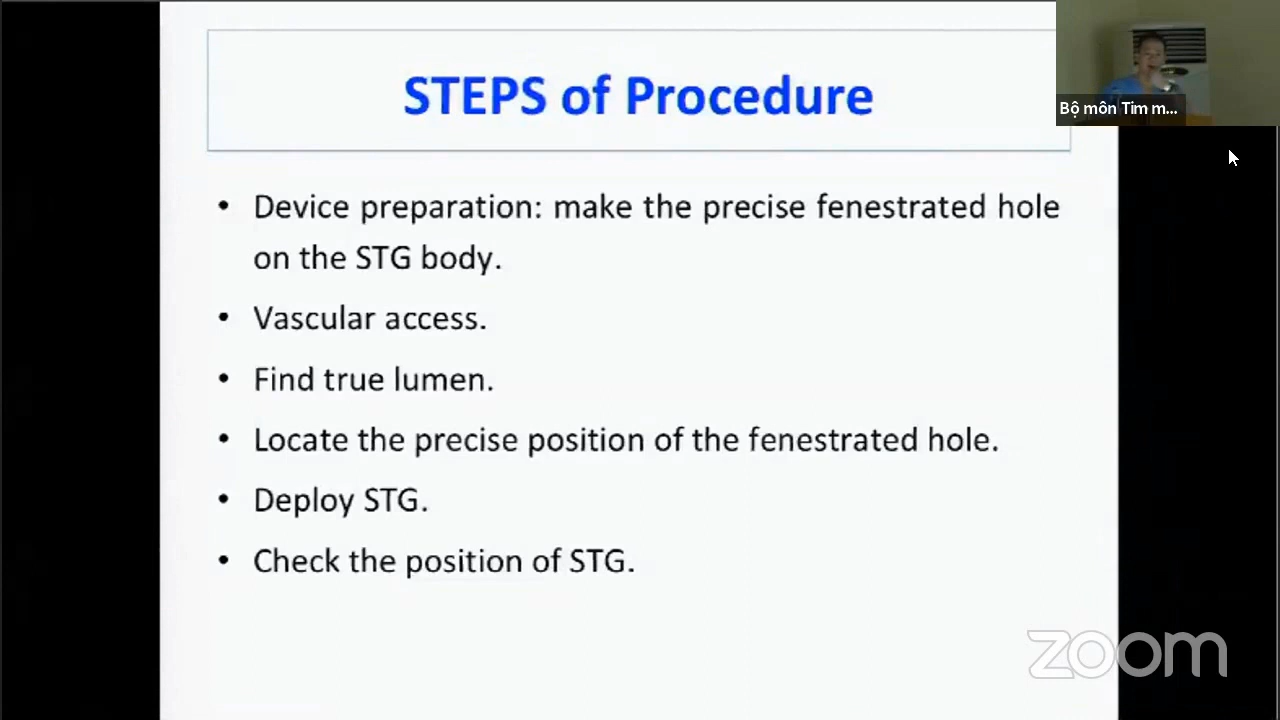 STEPS of Procedure
Bộ môn Tim m...
• Device preparation: make the precise fenestrated hole
on the STG body.
• Vascular access.
• Find true lumen.
• Locate the precise position of the fenestrated hole.
• Deploy STG.
• Check the position of STG.
zoom